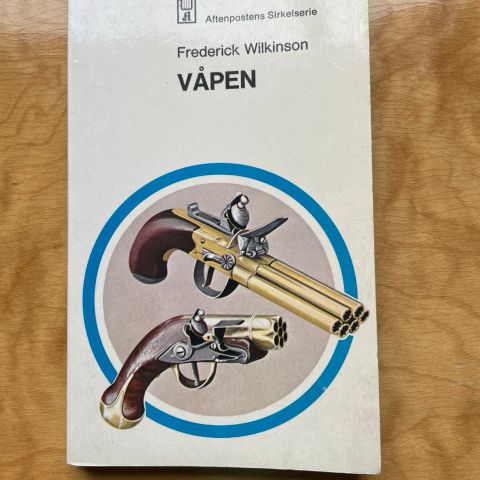 Aftenpostens Sirkelserie
Frederick Wilkinson
VÅPEN